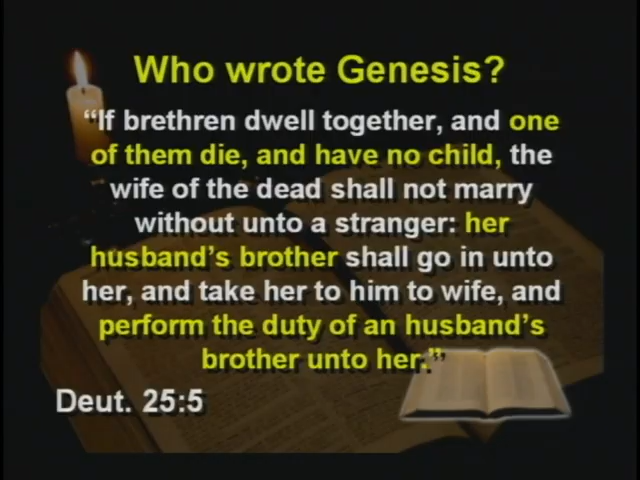 Who wrote Genesis?
“If brethren dwell together, and one
of them die, and have no child, the
wife of the dead shall not marry
without unto a stranger: her
husband’s brother shall go in unto
her, and take her to him to wife, and
perform the duty of an husband’s
brother unto her.”
Deut. 25:5